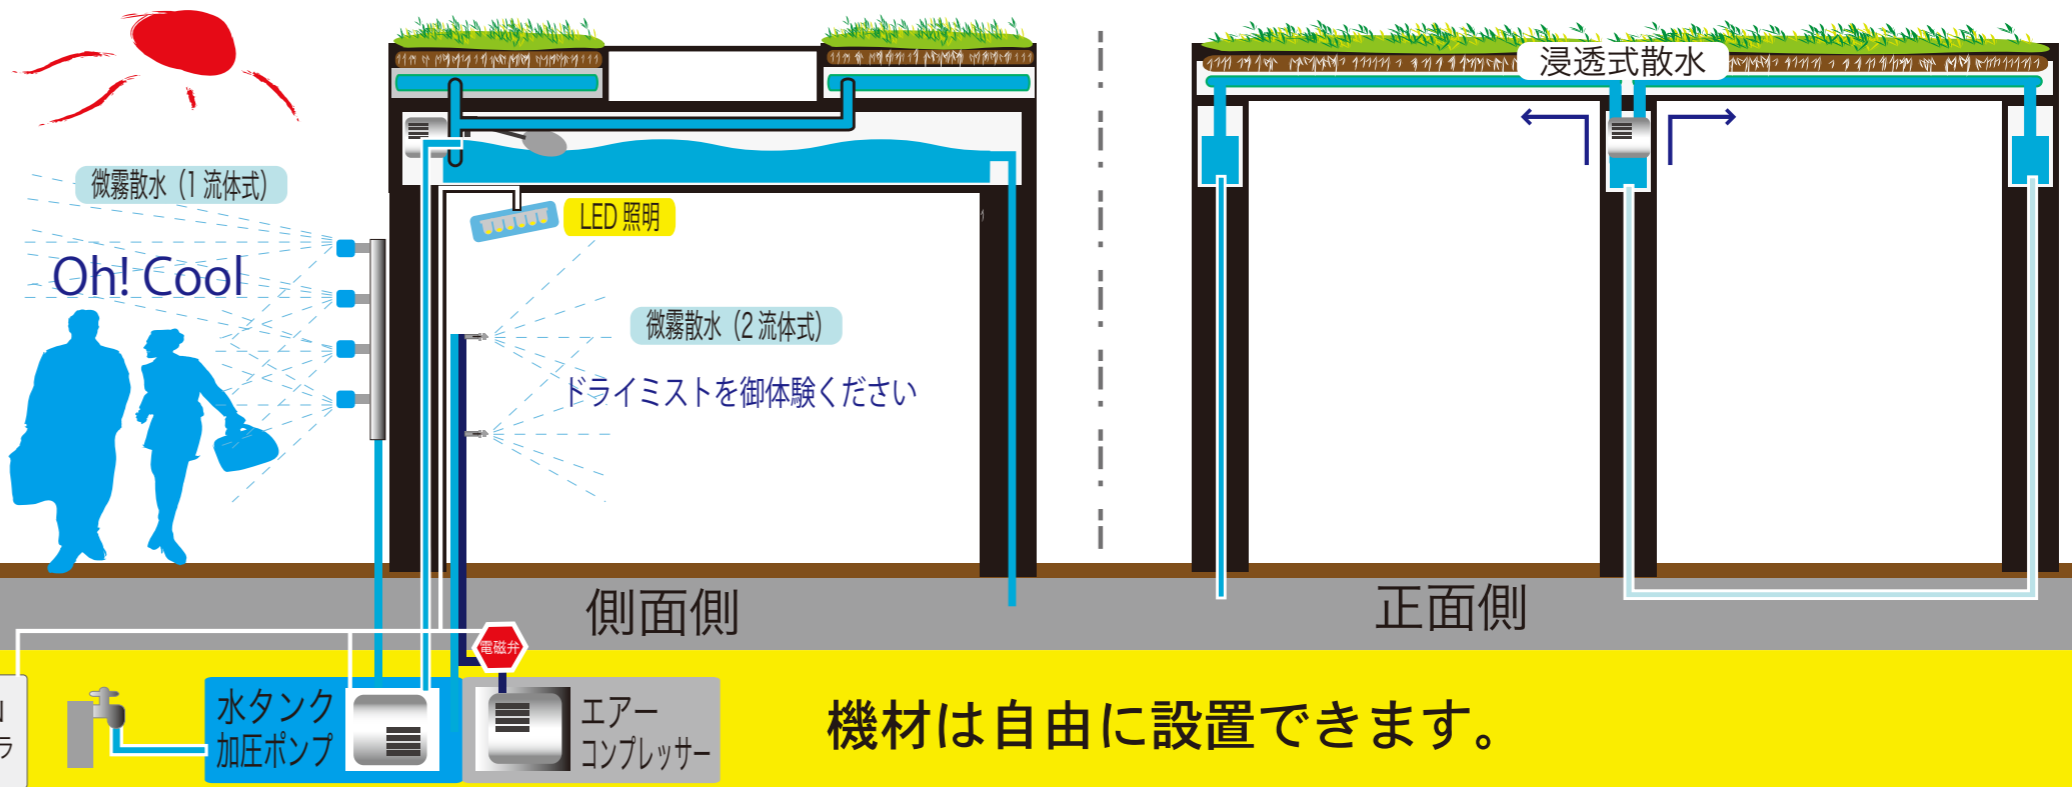 浸透式散水
微霧散水（1流体式）
LED 照明
Oh! Cool
微霧散水（2流体式）
ドライミストを御体験ください
側面側
正面側
電磁弁
水タンク
加圧ポンプ
エアー
コンプレッサー
機材は自由に設置できます。
ラ